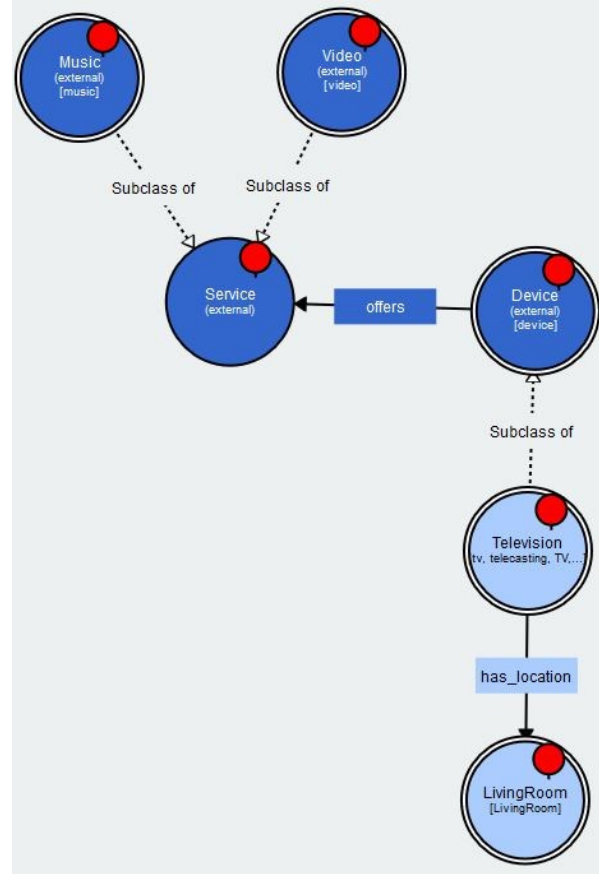 Music
(external)
[music]
Video
(external)
[video]
Subclass of
Subclass of
Service
(external)
offers
Device
(external)
[device]
Subclass of
Television
[tv, telecasting, TV,...]
has_location
LivingRoom
[LivingRoom]